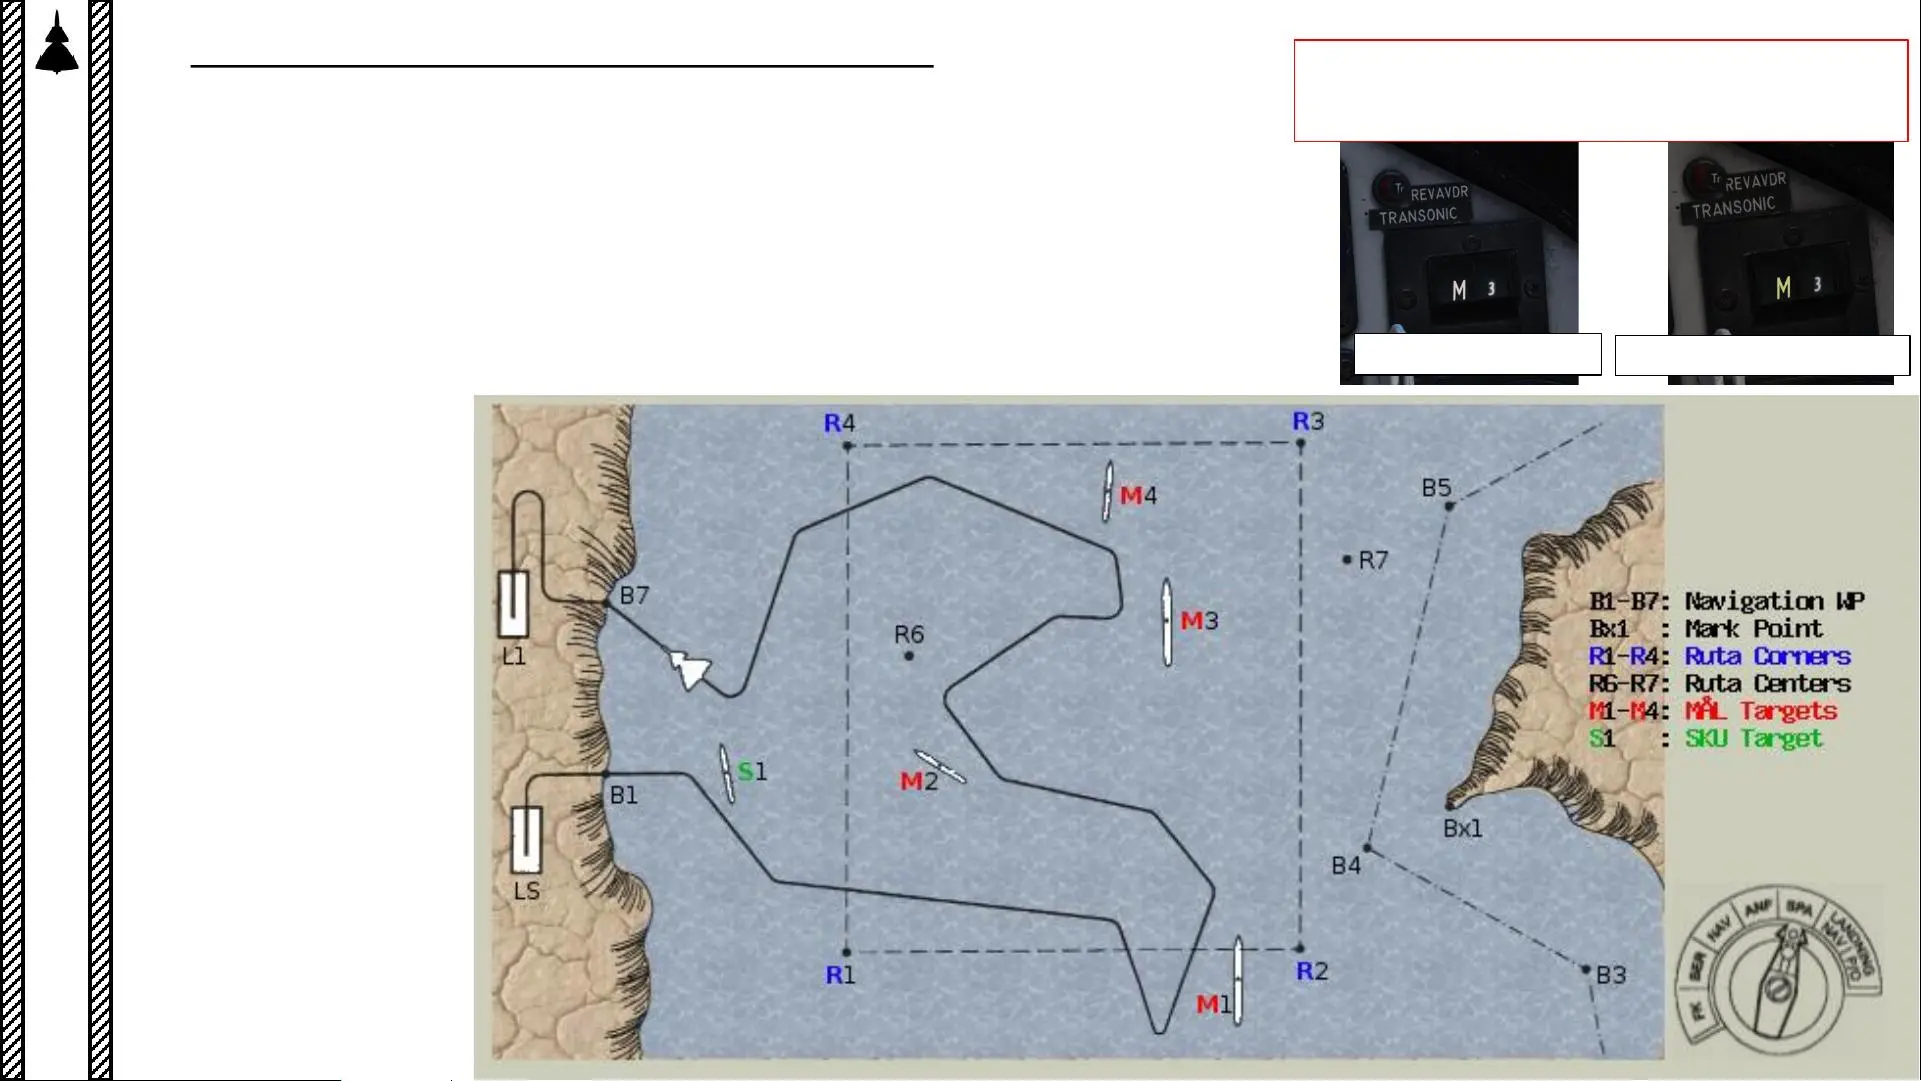 Tr REVAVDR
TRANSONIC
M 3
Tr REVAVDR
TRANSONIC
M 3
R4
R3
M4
B5
R7
B7
L1
M3
R6
B1-B7: Navigation WP
Bx1 : Mark Point
R1-R4: Ruta Corners
R6-R7: Ruta Centers
M1-M4: MÅL Targets
S1 : SKU Target
S1
M2
B1
Bx1
B4
LS
R1
R2
B3
M1
FK
BER
NAV
ANF
SPA
LANDING
NAV P/O